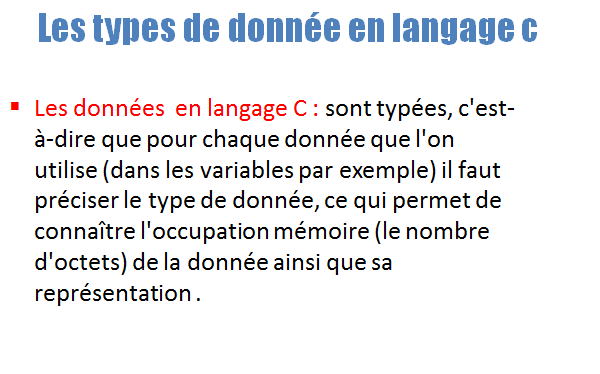 Les types de donnée en langage c
▪ Les données en langage C : sont typées, c'est-
à-dire que pour chaque donnée que l'on
utilise (dans les variables par exemple) il faut
préciser le type de donnée, ce qui permet de
connaître l'occupation mémoire (le nombre
d'octets) de la donnée ainsi que sa
représentation .